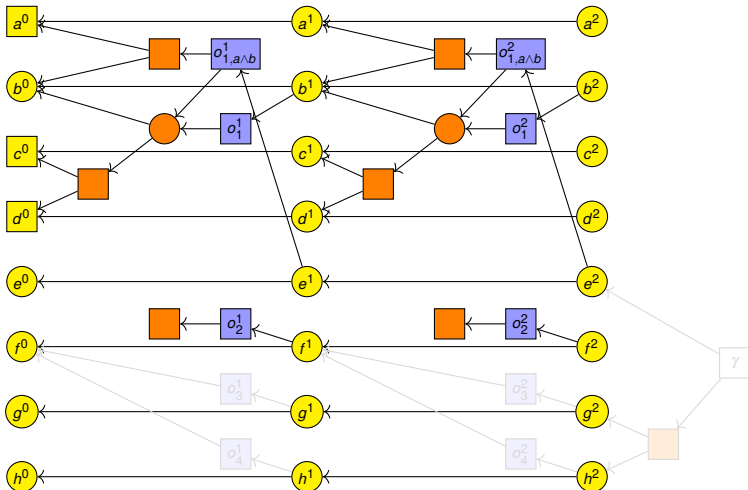 a⁰ a¹ a²
o¹₁,ₐ∧b o²₁,ₐ∧b
b⁰ b¹ b²
o¹₁ o²₁
c⁰ c¹ c²
d⁰ d¹ d²
e⁰ e¹ e²
o¹₂ o²₂
f⁰ f¹ f²
γ
o¹₃ o²₃
g⁰ g¹ g²
o¹₄ o²₄
h⁰ h¹ h²